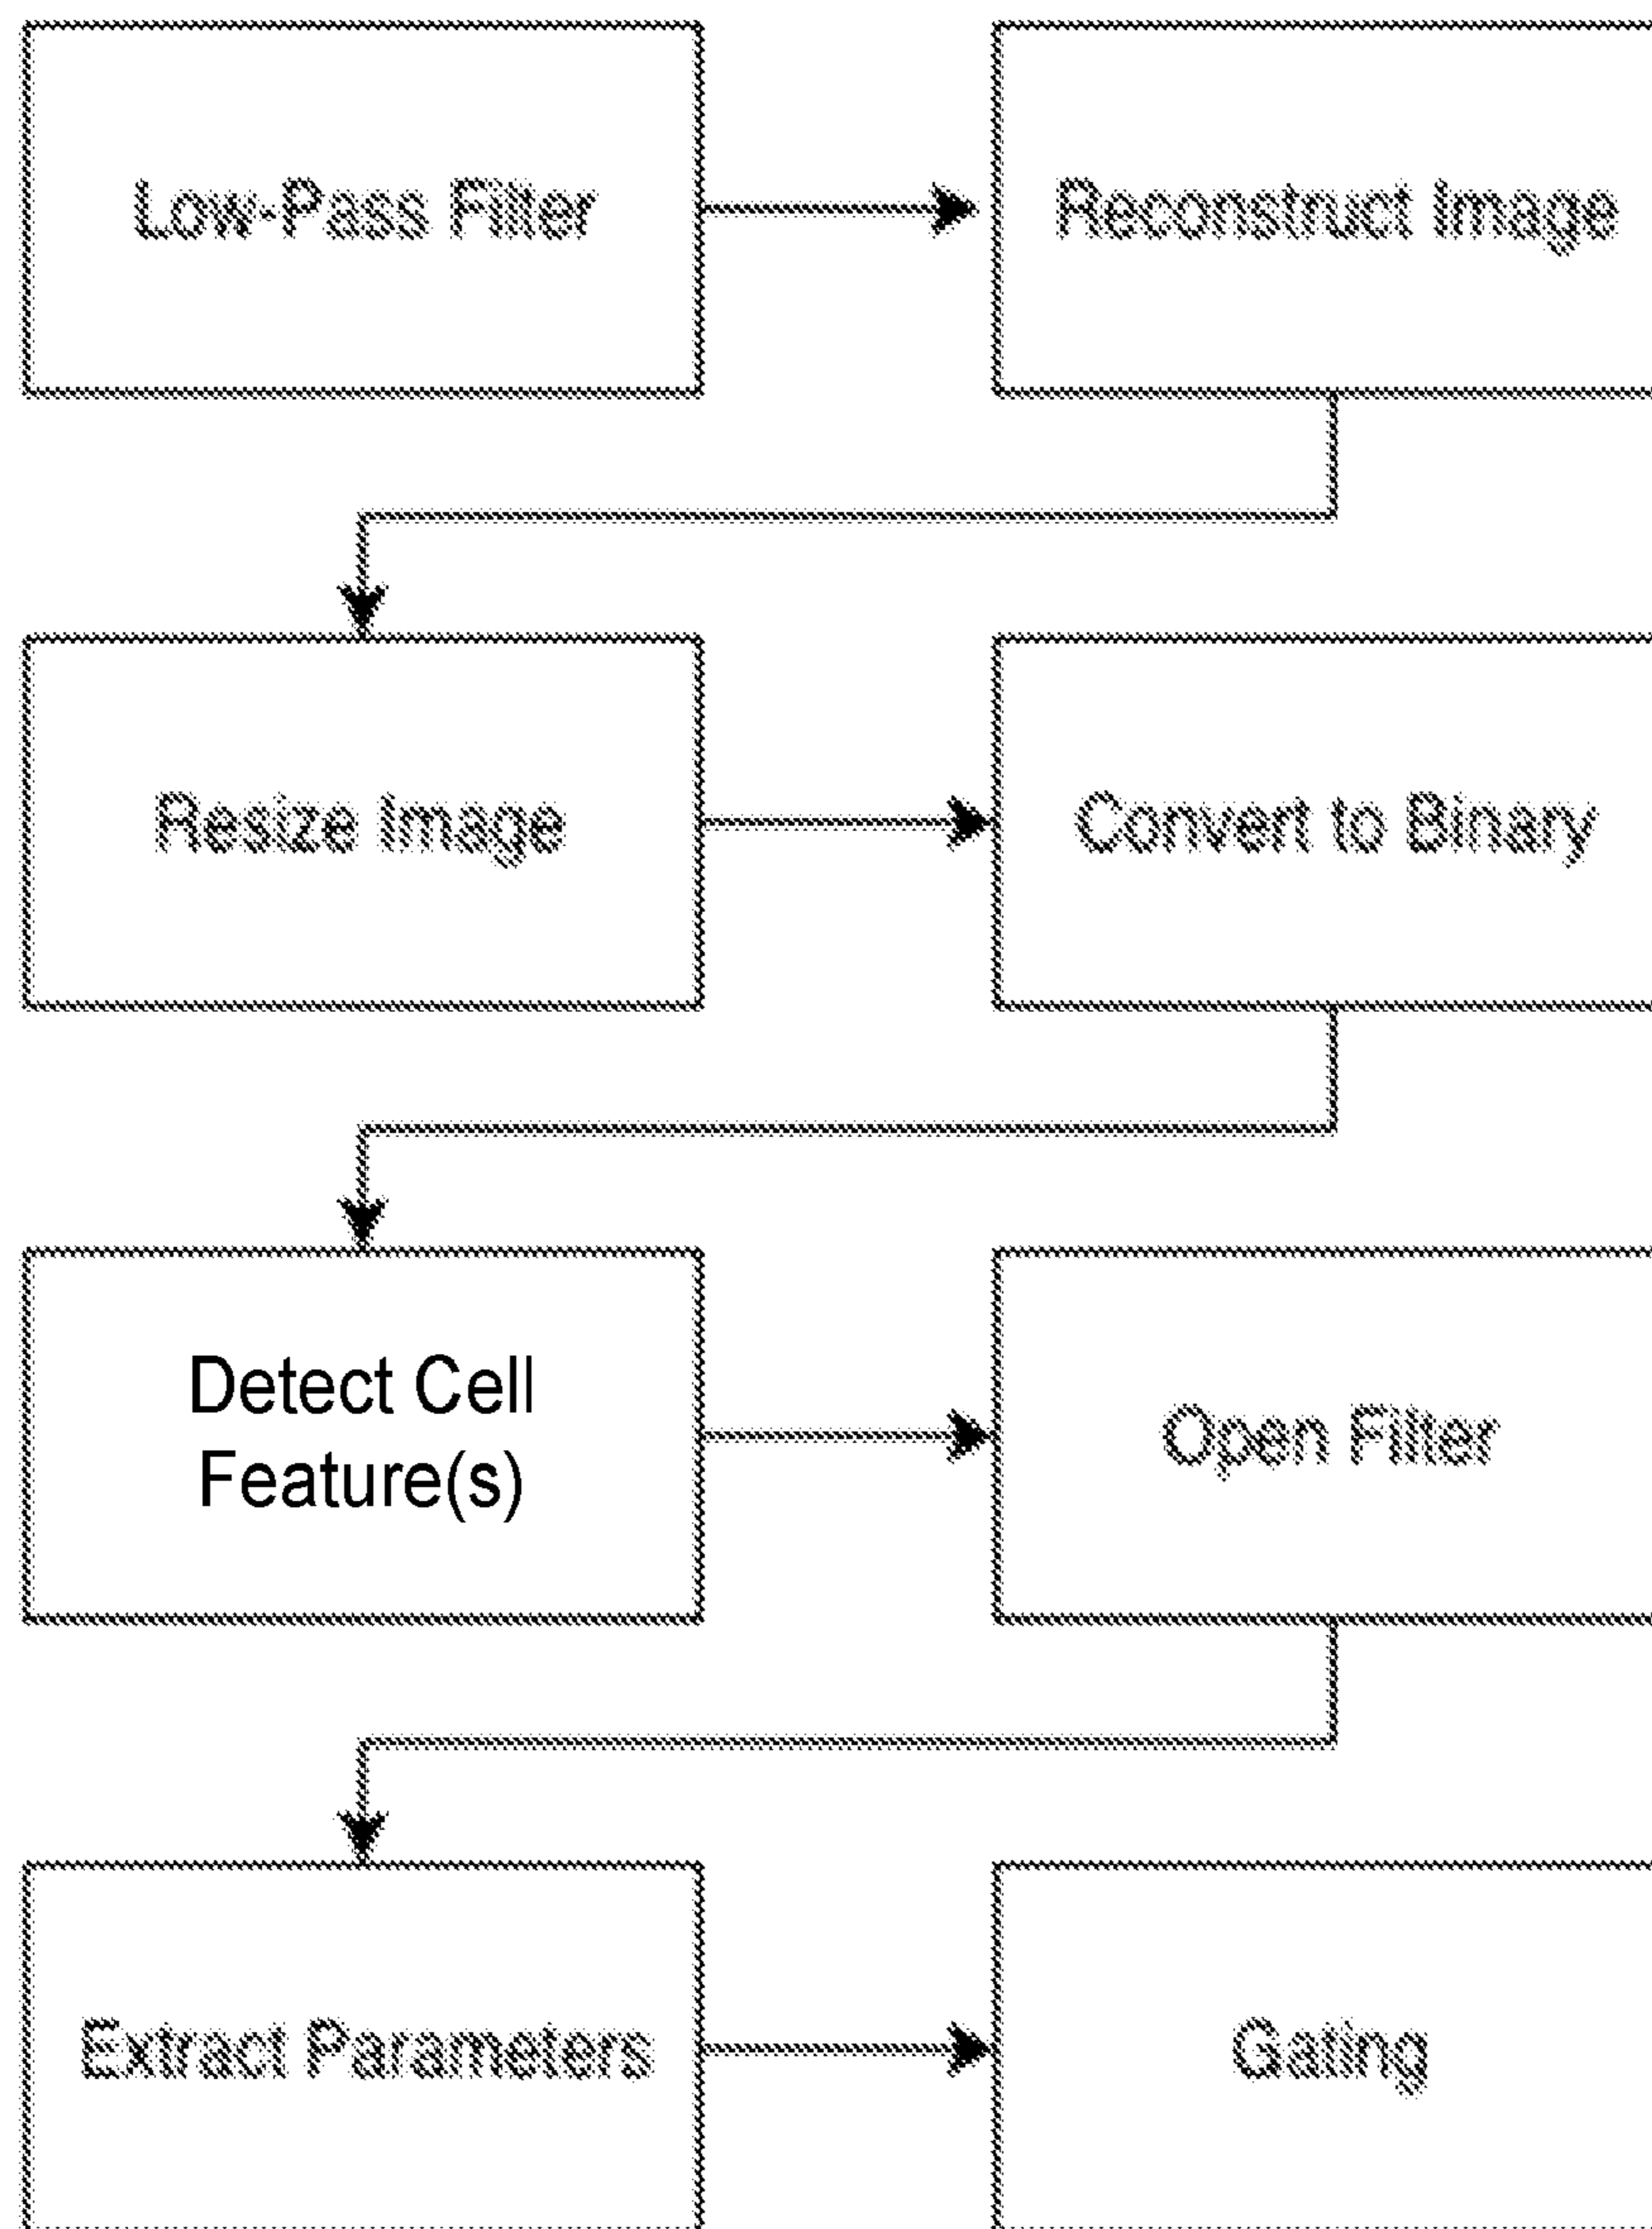 Low-Pass Filter
Reconstruct Image
Resize Image
Convert to Binary
Detect Cell
Feature(s)
Open Filter
Extract Parameters
Gating